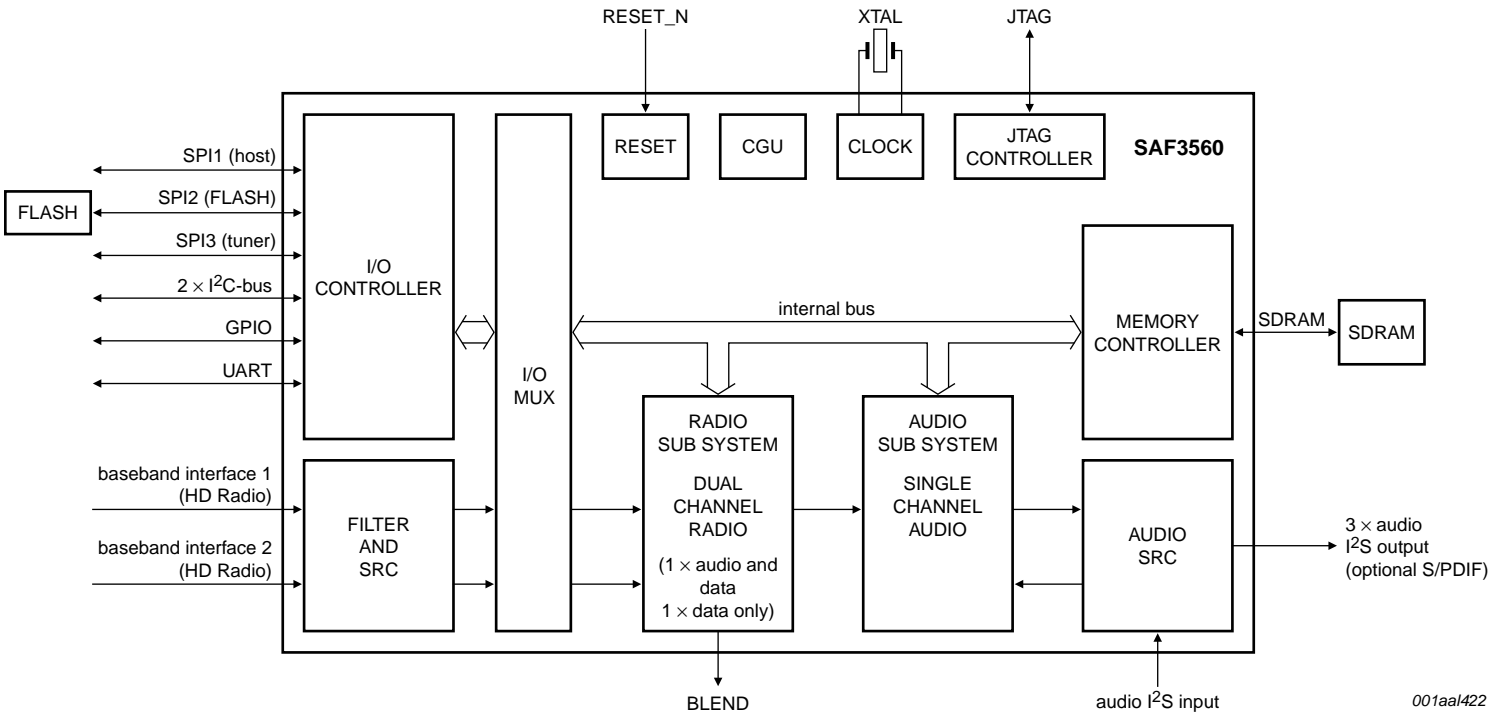 RESET_N
XTAL
JTAG
RESET
CGU
CLOCK
JTAG
CONTROLLER
SAF3560
SPI1 (host)
FLASH
SPI2 (FLASH)
SPI3 (tuner)
2 × I²C-bus
GPIO
UART
I/O
CONTROLLER
I/O
MUX
internal bus
MEMORY
CONTROLLER
SDRAM
SDRAM
baseband interface 1
(HD Radio)
baseband interface 2
(HD Radio)
FILTER
AND
SRC
RADIO
SUB SYSTEM
DUAL
CHANNEL
RADIO
(1 × audio and
data
1 × data only)
AUDIO
SUB SYSTEM
SINGLE
CHANNEL
AUDIO
AUDIO
SRC
3 × audio
I²S output
(optional S/PDIF)
BLEND
audio I²S input
001aal422